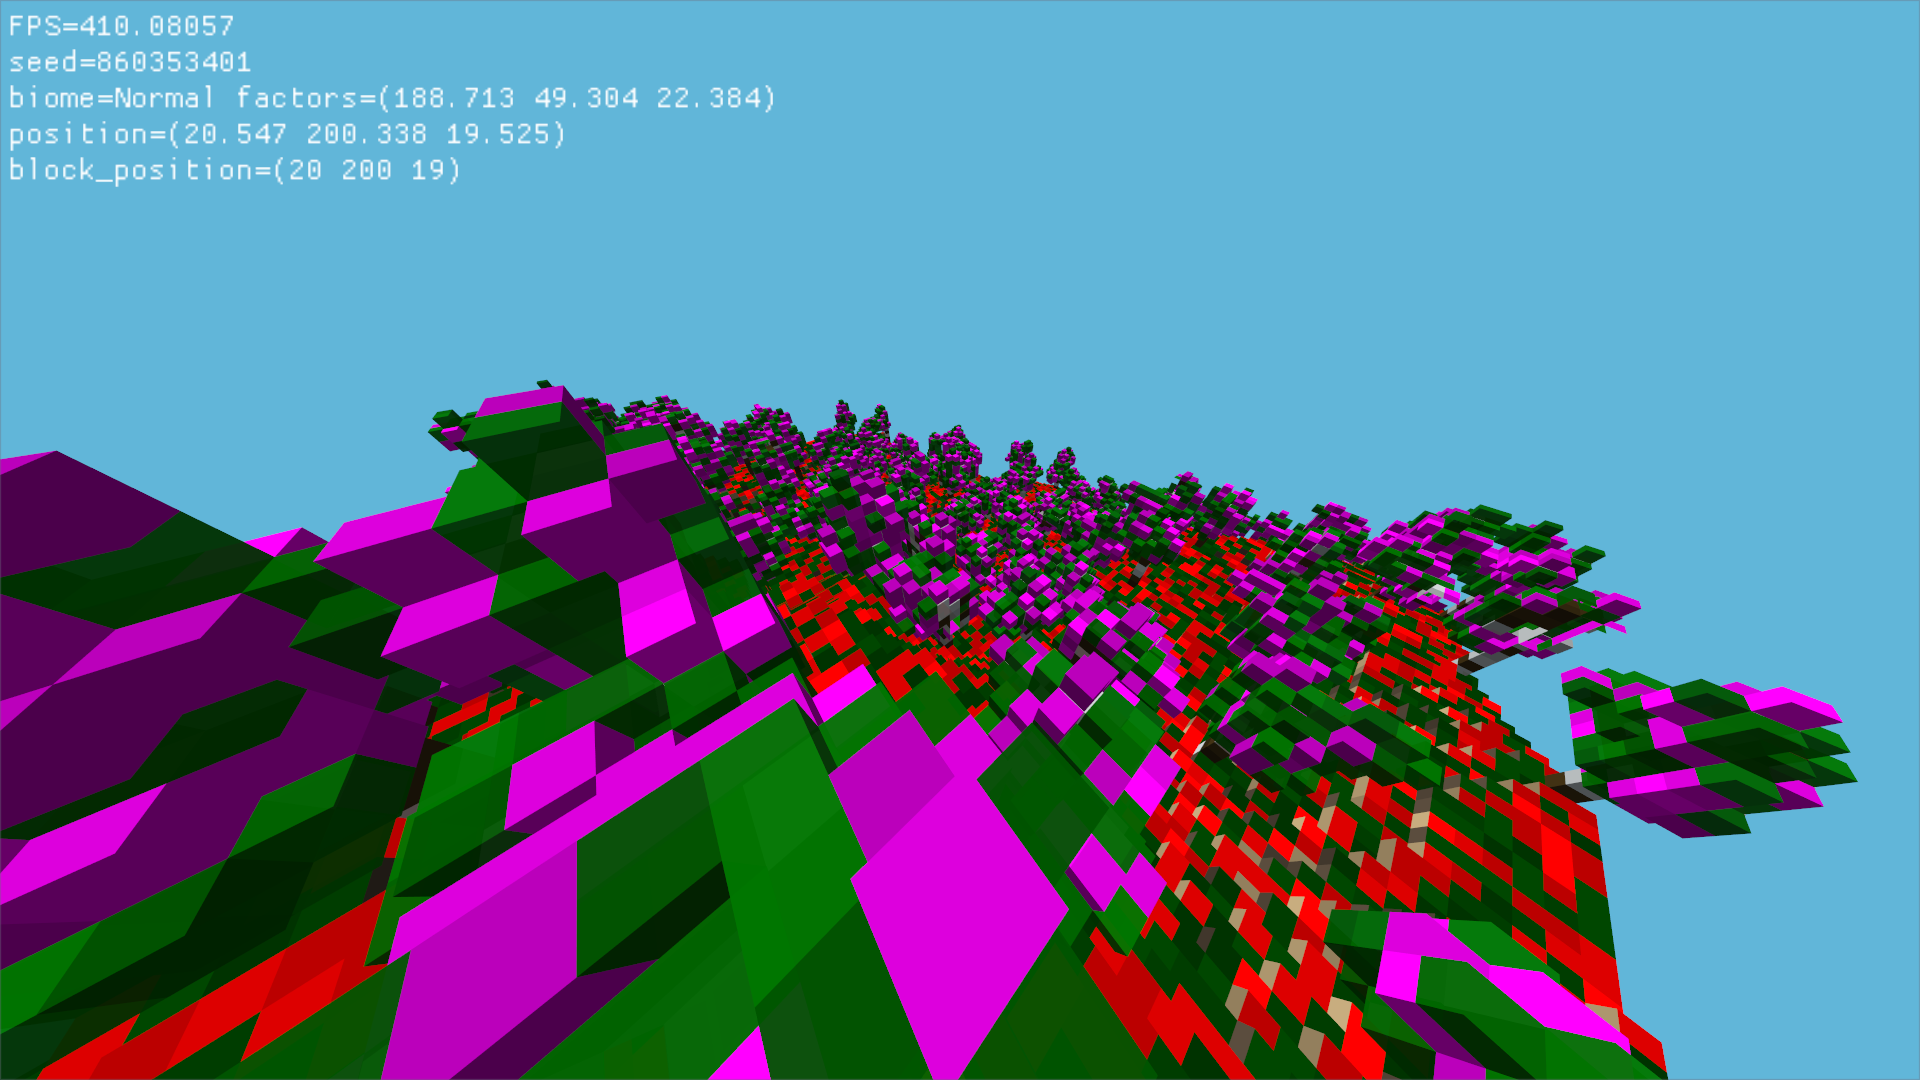 FPS=410.08057
seed=860353401
biome=Normal factors=(188.713 49.304 22.384)
position=(20.547 200.338 19.525)
block_position=(20 200 19)